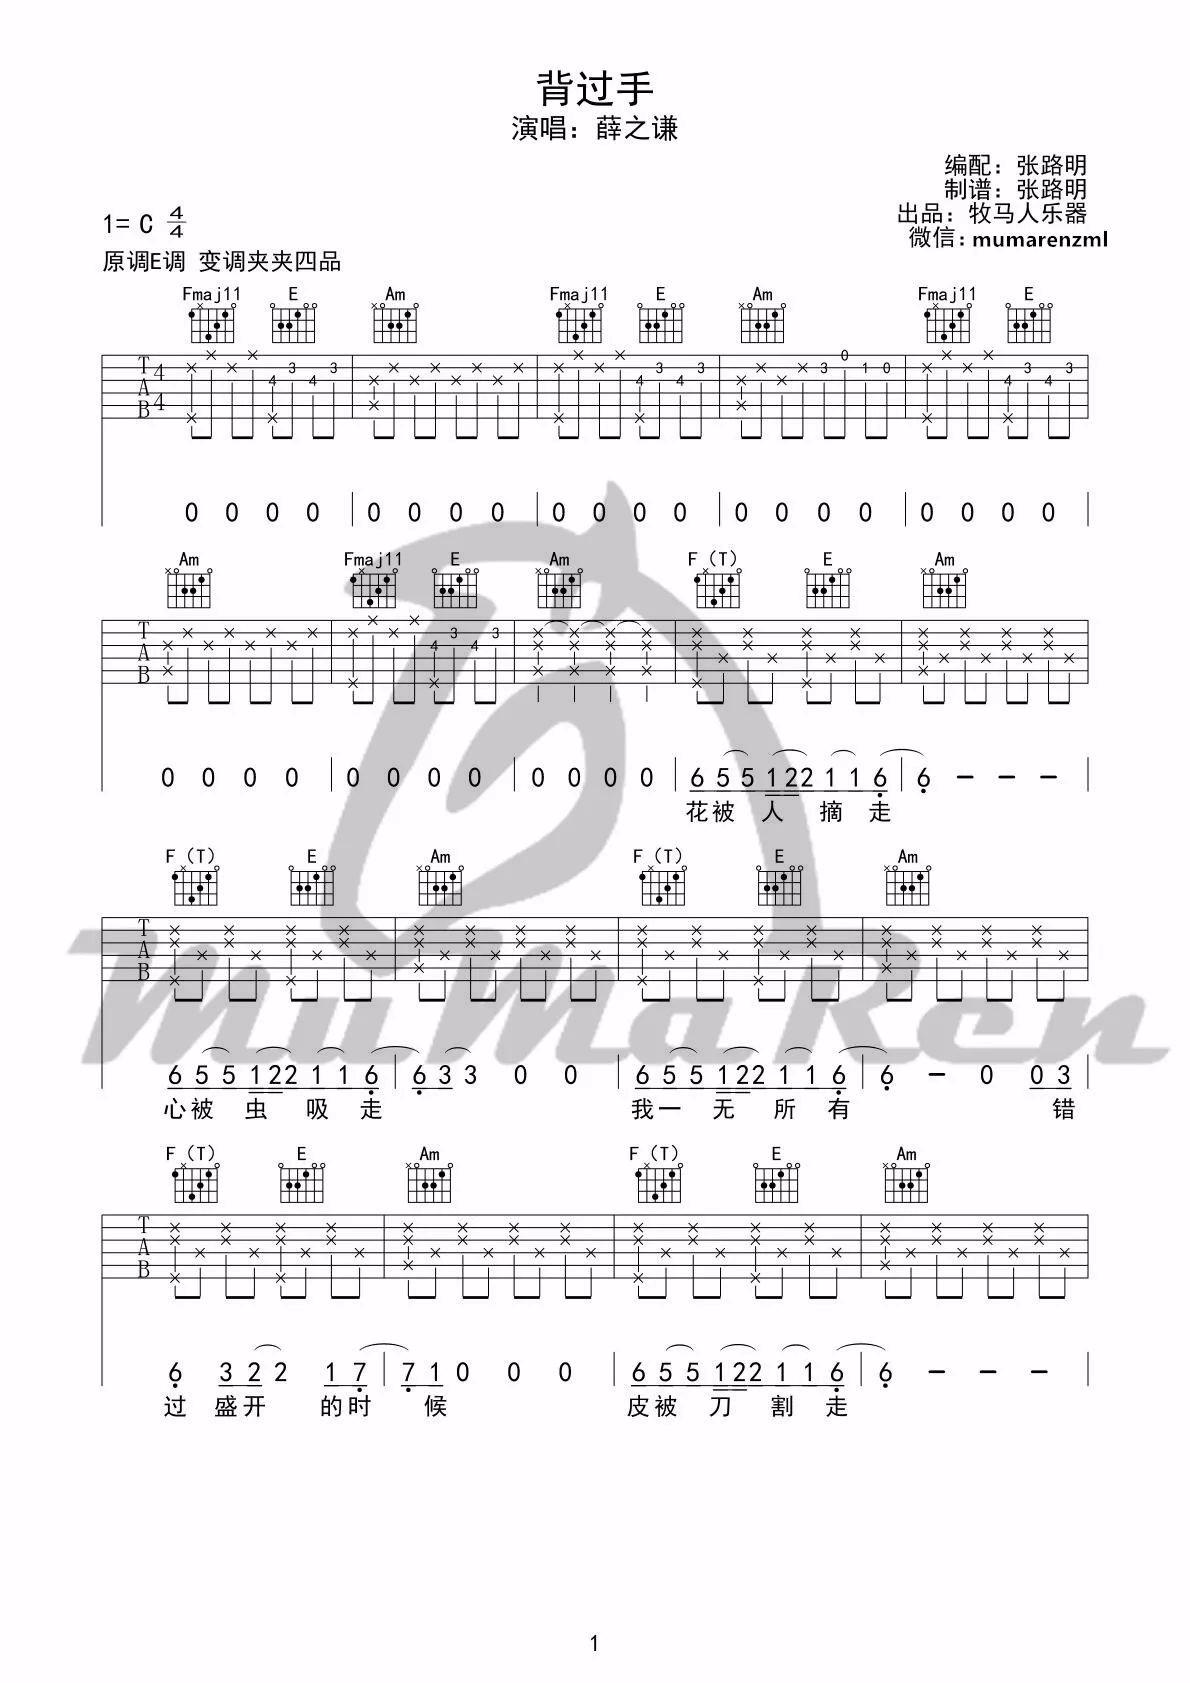 背过手
演唱：薛之谦
编配：张路明
制谱：张路明
出品：牧马人乐器
微信：mumarenzml
1= C 4/4
原调E调 变调夹夹四品
Fmaj11 E Am Fmaj11 E Am Fmaj11 E
T A B 4 4 4 3 4 3 3 0 1 0 4 3 4 3 4 3 4 3
0 0 0 0 0 0 0 0 0 0 0 0 0 0 0 0 0 0 0 0
Am Fmaj11 E Am F（T） E Am
T A B 4 3 4 3
0 0 0 0 0 0 0 0 0 0 0 0 6 5 5 1 2 2 1 1 6 6 － － －
花被 人 摘 走
F（T） E Am F（T） E Am
T A B
6 5 5 1 2 2 1 1 6 6 3 3 0 0 6 5 5 1 2 2 1 1 6 6 － 0 0 3
心被 虫 吸 走 我一 无 所 有 错
F（T） E Am F（T） E Am
T A B
6 3 2 2 1 7 7 1 0 0 0 6 5 5 1 2 2 1 1 6 6 － － －
过 盛开 的时 候 皮被 刀 割 走
MuMaRen
1